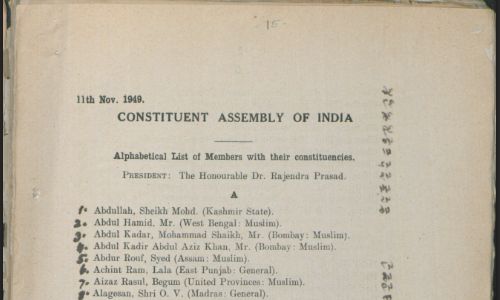 15
11th Nov. 1949.
CONSTITUENT ASSEMBLY OF INDIA
Alphabetical List of Members with their constituencies.
PRESIDENT: The Honourable Dr. Rajendra Prasad.
A
1. Abdullah, Sheikh Mohd. (Kashmir State).
2. Abdul Hamid, Mr. (West Bengal: Muslim).
3. Abdul Kadar, Mohammad Shaikh, Mr. (Bombay: Muslim).
4. Abdul Kadir Abdul Aziz Khan, Mr. (Bombay: Muslim).
5. Abdur Rouf, Syed (Assam: Muslim).
6. Achint Ram, Lala (East Punjab: General).
7. Aizaz Rasul, Begum (United Provinces: Muslim).
8. Alagesan, Shri O. V. (Madras: General).